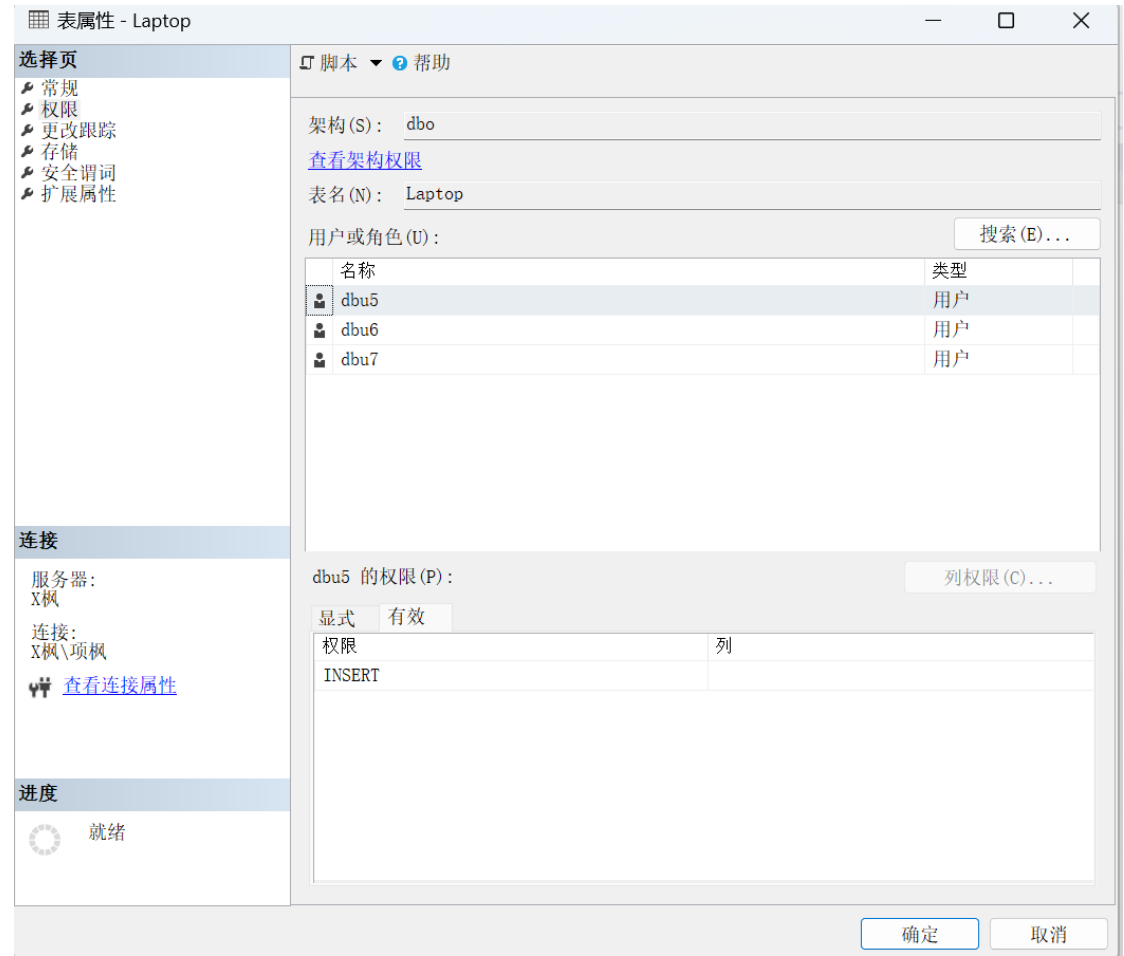 表属性 - Laptop
选择页
常规
权限
更改跟踪
存储
安全谓词
扩展属性
脚本 帮助
架构(S): dbo
查看架构权限
表名(N): Laptop
用户或角色(U): 搜索(E)...
名称 类型
dbu5 用户
dbu6 用户
dbu7 用户
连接
服务器:
X枫
连接:
X枫\项枫
查看连接属性
dbu5 的权限(P): 列权限(C)...
显式 有效
权限 列
INSERT
进度
就绪
确定 取消